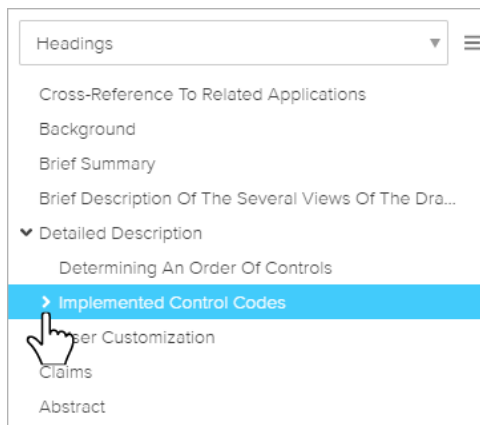 Headings
Cross-Reference To Related Applications
Background
Brief Summary
Brief Description Of The Several Views Of The Dra...
Detailed Description
Determining An Order Of Controls
Implemented Control Codes
ser Customization
Claims
Abstract